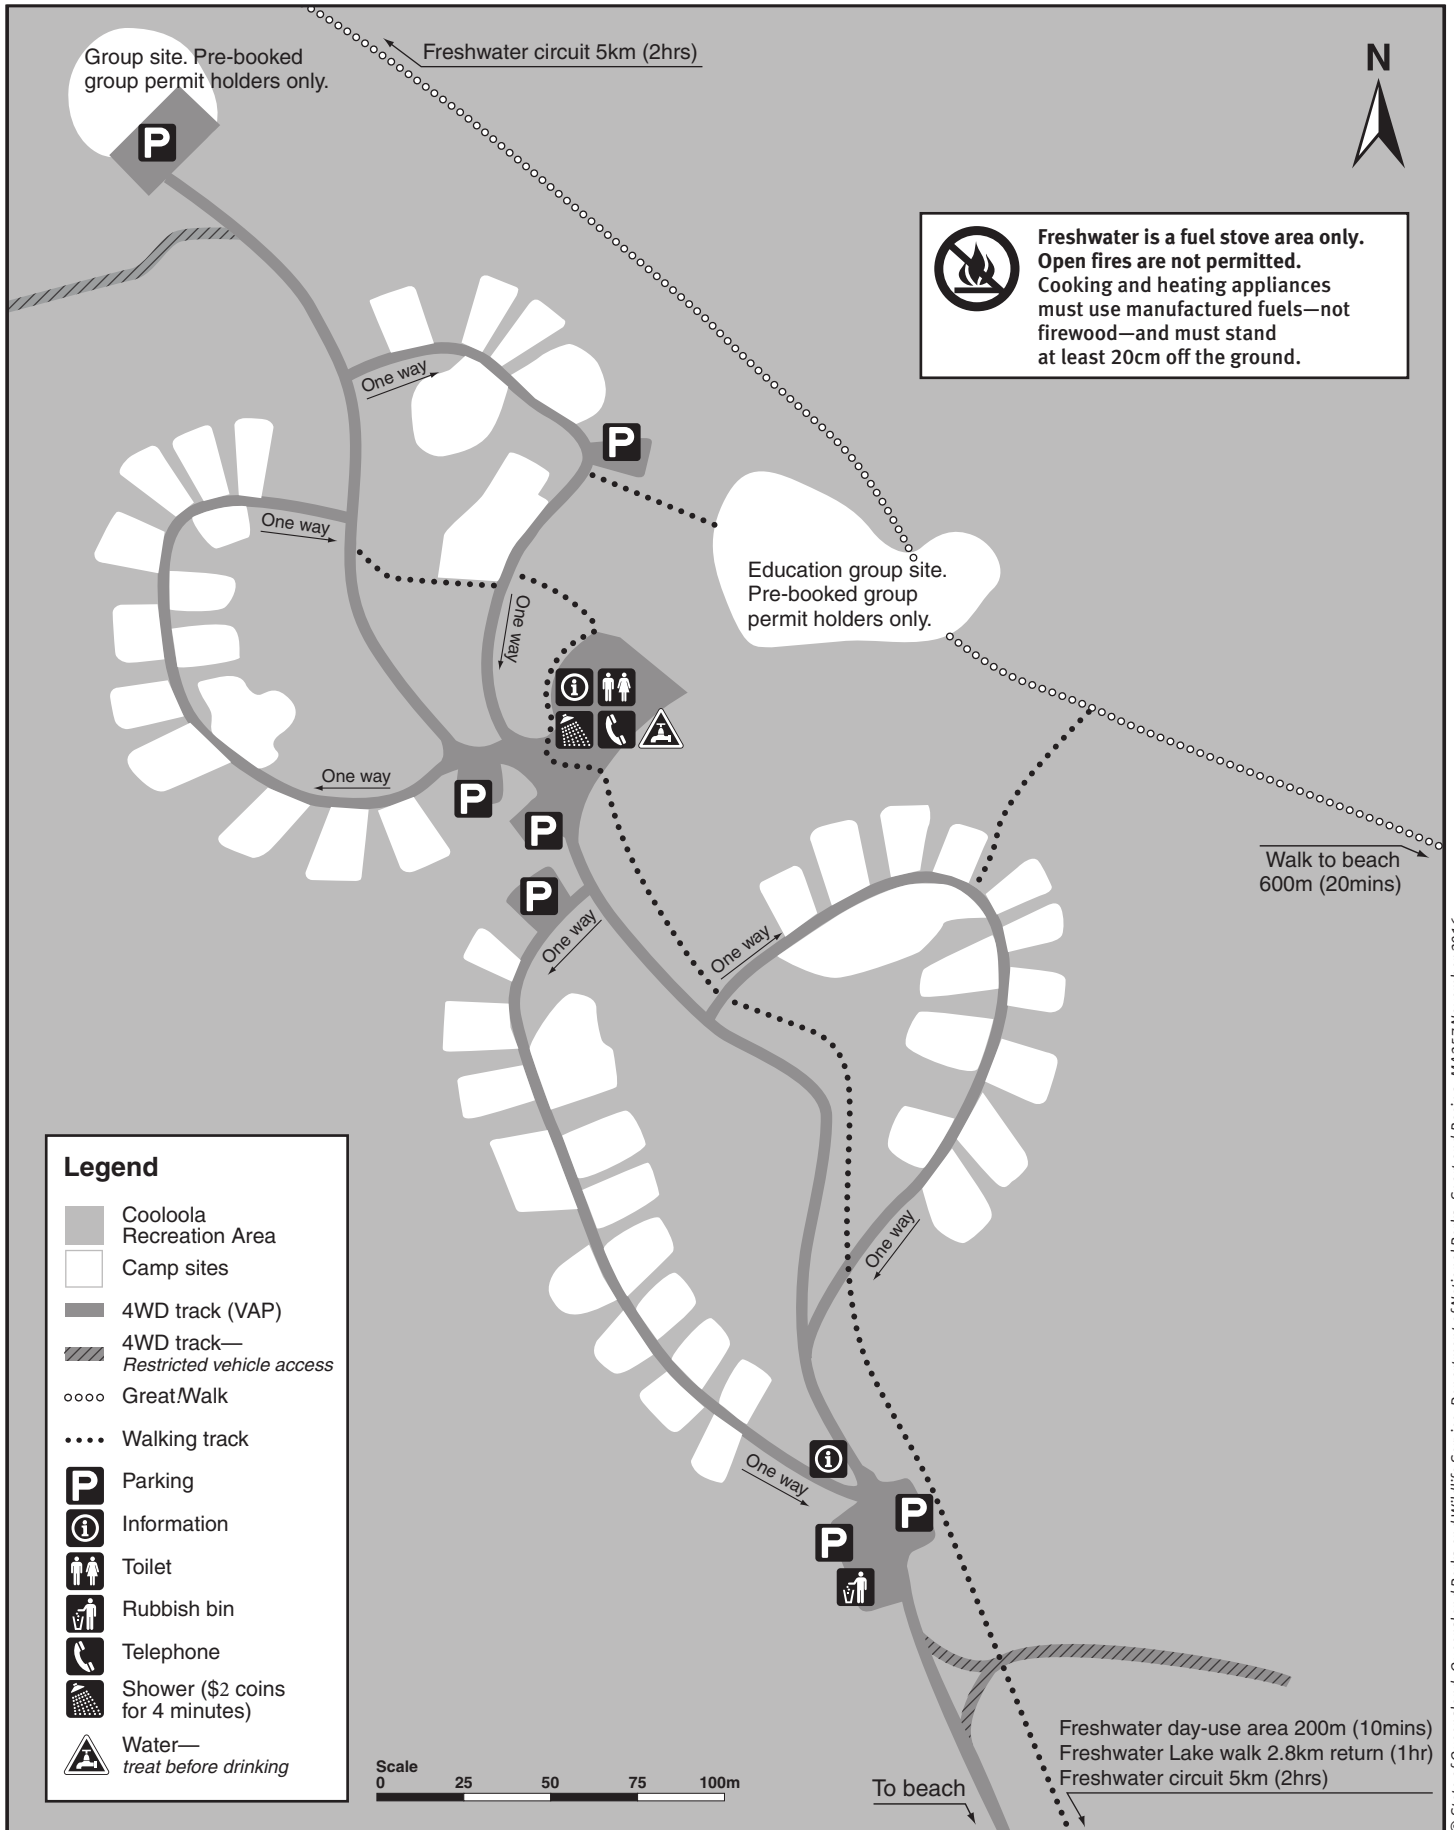 Group site. Pre-booked
group permit holders only.
Freshwater circuit 5km (2hrs)
N
Freshwater is a fuel stove area only.
Open fires are not permitted.
Cooking and heating appliances
must use manufactured fuels—not
firewood—and must stand
at least 20cm off the ground.
One way
P
One way
Education group site.
Pre-booked group
permit holders only.
One way
i
One way
P
P
P
Walk to beach
600m (20mins)
One way
One way
One way
i
One way
P
P
P
Legend
Cooloola
Recreation Area
Camp sites
4WD track (VAP)
4WD track—
Restricted vehicle access
Great!Walk
Walking track
P
Parking
i
Information
Toilet
Rubbish bin
Telephone
Shower ($2 coins
for 4 minutes)
Water—
treat before drinking
Scale
0 25 50 75 100m
To beach
Freshwater day-use area 200m (10mins)
Freshwater Lake walk 2.8km return (1hr)
Freshwater circuit 5km (2hrs)